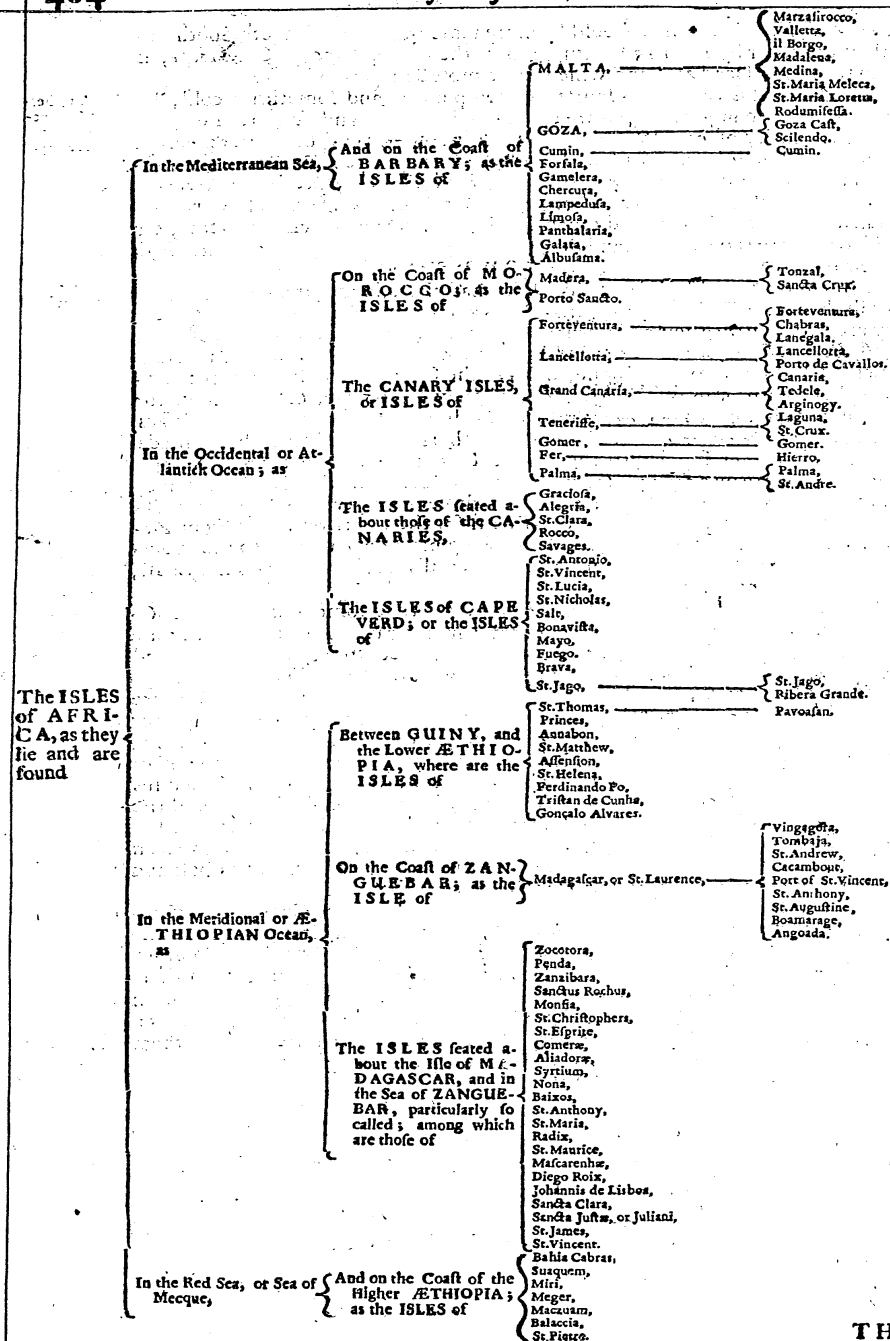 The ISLES
of AFRI-
CA, as they
lie and are
found
In the Mediterranean Sea,
And on the Coaſt of
BARBARY; as the
ISLES of
MALTA,
Marzaſirocco,
Valletta,
il Borgo,
Madalena,
Medina,
St. Maria Meleca,
St. Maria Loretta,
Rodumiſeſſa.
GOZA,
Goza Caſt,
Scilendo.
Cumin,
Cumin.
Forfala,
Gamelera,
Chercura,
Lampeduſa,
Limoſa,
Panthalaria,
Galata,
Albuſama.
In the Occidental or At-
lantick Ocean; as
On the Coaſt of MO-
ROCCO; as the
ISLES of
Madera,
Tonzal,
Sancta Crux.
Porto Sancto.
The CANARY ISLES,
or ISLES of
Forteventura,
Forteventura,
Chabras,
Lanegala.
Lancellotta,
Lancellotta,
Porto de Cavallos.
Grand Canaria,
Canaria,
Tedele,
Arginogy.
Teneriffe,
Laguna,
St. Crux.
Gomer,
Gomer.
Fer,
Hierro,
Palma,
Palma,
St. Andre.
The ISLES ſeated a-
bout thoſe of the CA-
NARIES,
Gracioſa,
Alegria,
St. Clara,
Rocco,
Savages.
The ISLES of CAPE
VERD; or the ISLES
of
St. Antonio,
St. Vincent,
St. Lucia,
St. Nicholas,
Salt,
Bonaviſta,
Mayo,
Fuego.
Brava,
St. Jago,
St. Jago,
Ribera Grande.
In the Meridional or Æ-
THIOPIAN Ocean,
as
Between GUINY, and
the Lower ÆTHIO-
PIA, where are the
ISLES of
St. Thomas,
Pavoaſan.
Princes,
Annabon,
St. Matthew,
Aſſenſion,
St. Helena,
Ferdinando Po,
Triſtan de Cunha,
Gonçalo Alvares.
On the Coaſt of ZAN-
GUEBAR; as the
ISLE of
Madagaſcar, or St. Laurence,
Vingagora,
Tombaja,
St. Andrew,
Cacambout,
Port of St. Vincent,
St. Anthony,
St. Auguſtine,
Boamarage,
Angoada.
The ISLES ſeated a-
bout the Iſle of MA-
DAGASCAR, and in
the Sea of ZANGUE-
BAR, particularly ſo
called; among which
are thoſe of
Zocotora,
Penda,
Zanzibara,
Sanctus Rochus,
Monfia,
St. Chriſtophers,
St. Eſprite,
Comeræ,
Aliadoræ,
Syrtium,
Nona,
Baixos,
St. Anthony,
St. Maria,
Radix,
St. Maurice,
Maſcarenhæ,
Diego Roix,
Johannis de Lisboa,
Sancta Clara,
Sancta Juſtæ, or Juliani,
St. James,
St. Vincent.
In the Red Sea, or Sea of
Mecque,
And on the Coaſt of the
Higher ÆTHIOPIA;
as the ISLES of
Bahia Cabras,
Suaquem,
Miri,
Meger,
Maczuam,
Balaccia,
St. Pietro.
TH